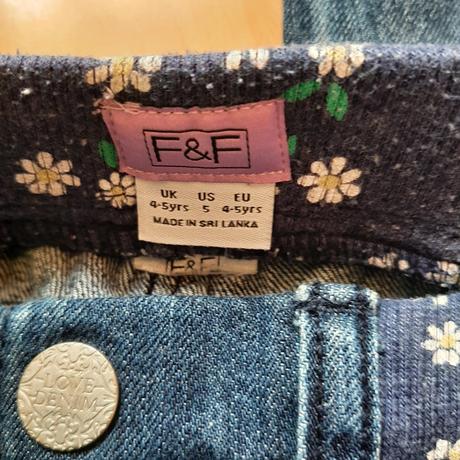 F&F
UK US EU
4-5yrs 5 4-5yrs
MADE IN SRI LANKA
F&F
LOVE
DENIM